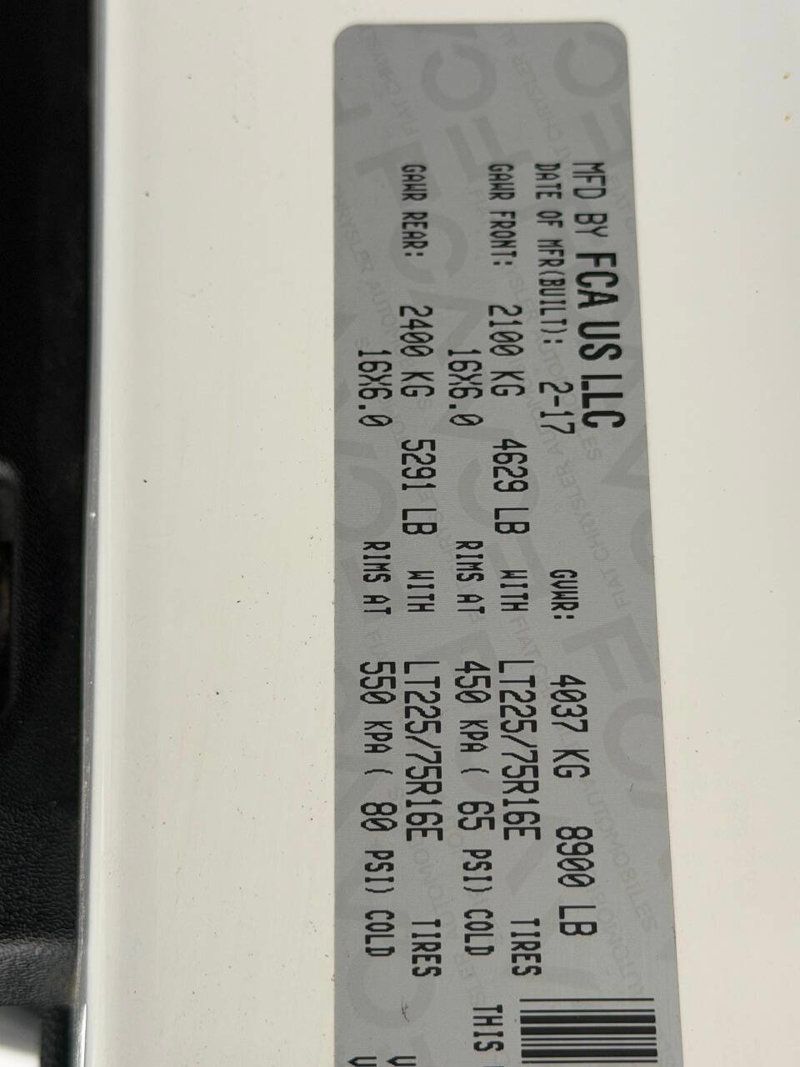 MFD BY FCA US LLC
DATE OF MFR(BUILT): 2-17 GVWR: 4037 KG 8900 LB
GAWR FRONT: 2100 KG 4629 LB WITH LT225/75R16E TIRES
16X6.0 RIMS AT 450 KPA ( 65 PSI) COLD THIS
GAWR REAR: 2400 KG 5291 LB WITH LT225/75R16E TIRES
16X6.0 RIMS AT 550 KPA ( 80 PSI) COLD